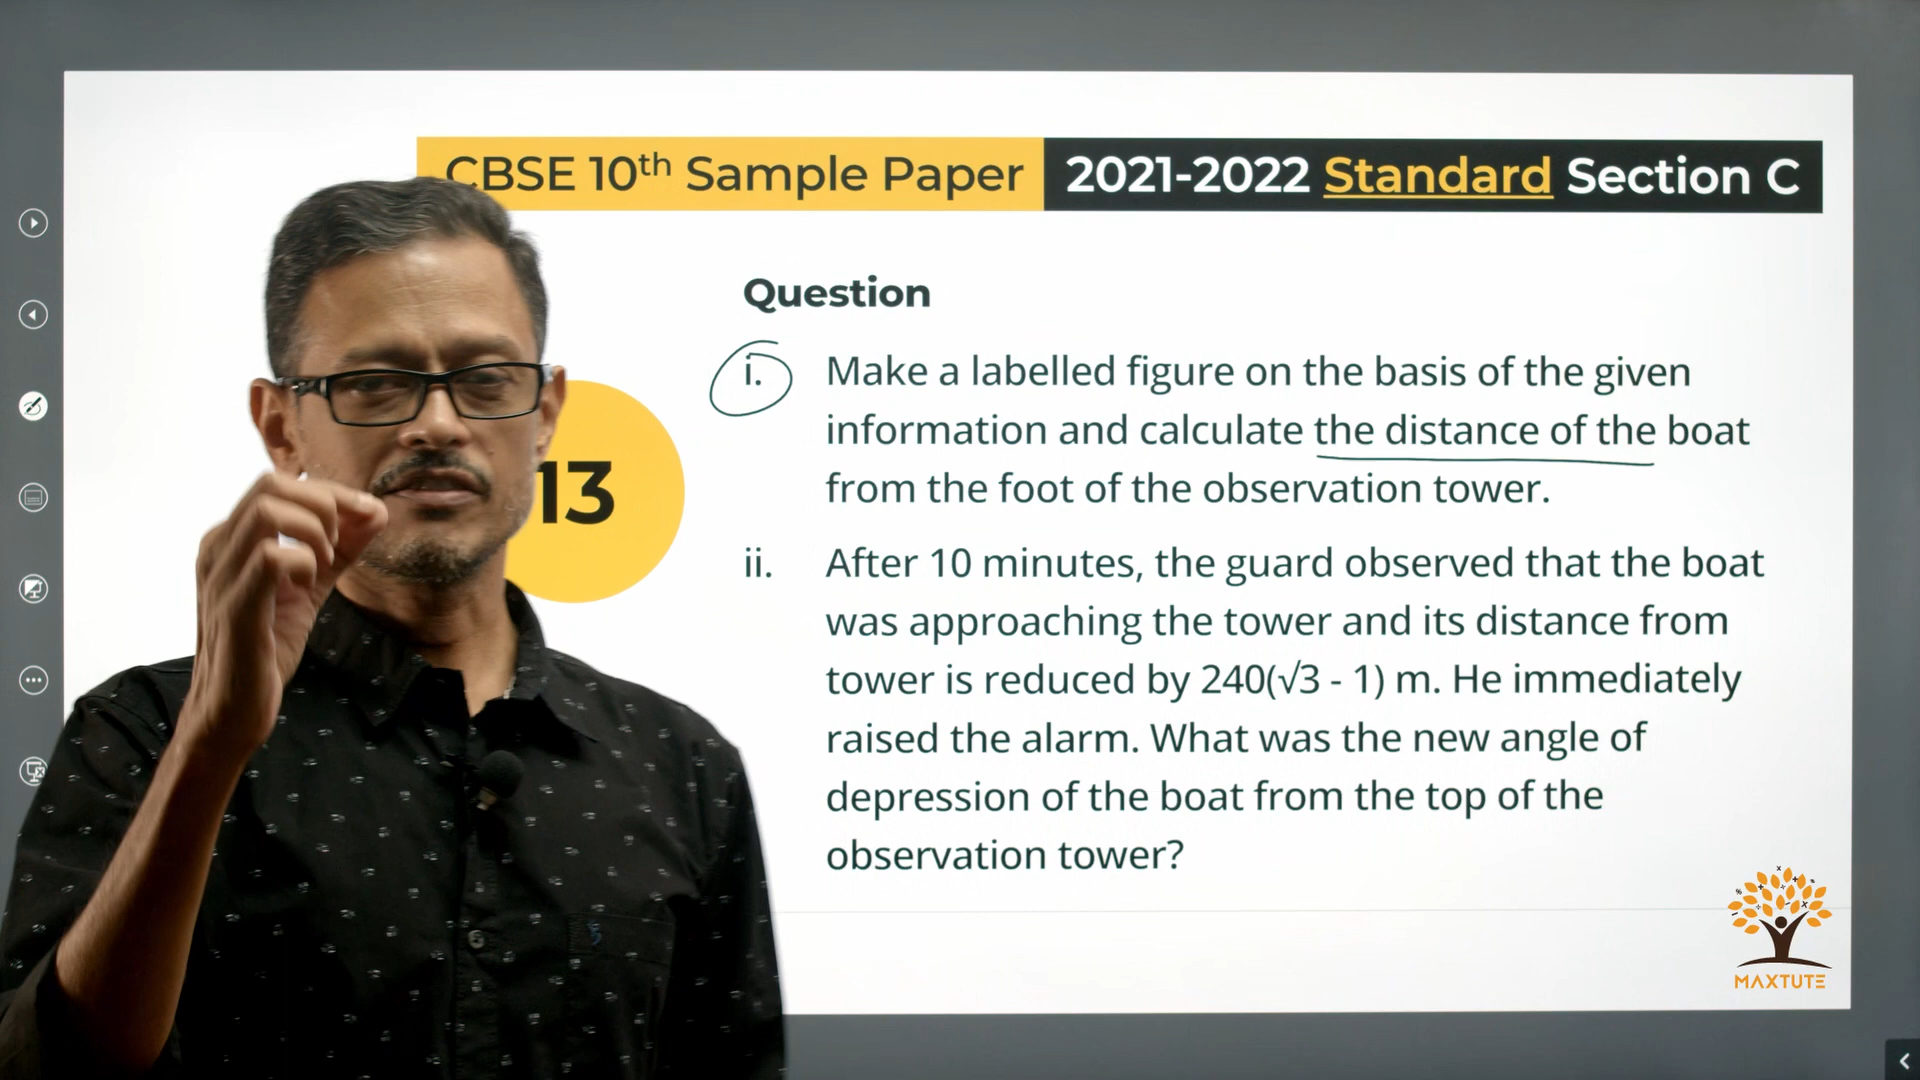 CBSE 10th Sample Paper 2021-2022 Standard Section C
Question
i. Make a labelled figure on the basis of the given
information and calculate the distance of the boat
from the foot of the observation tower.
13
ii. After 10 minutes, the guard observed that the boat
was approaching the tower and its distance from
tower is reduced by 240(√3 - 1) m. He immediately
raised the alarm. What was the new angle of
depression of the boat from the top of the
observation tower?
MAXTUTE